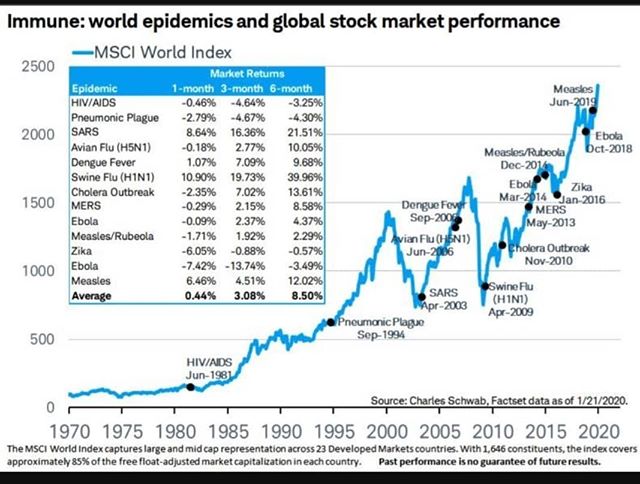 Immune: world epidemics and global stock market performance
MSCI World Index
Market Returns
Epidemic 1-month 3-month 6-month
HIV/AIDS -0.46% -4.64% -3.25%
Pneumonic Plague -2.79% -4.67% -4.30%
SARS 8.64% 16.36% 21.51%
Avian Flu (H5N1) -0.18% 2.77% 10.05%
Dengue Fever 1.07% 7.09% 9.68%
Swine Flu (H1N1) 10.90% 19.73% 39.96%
Cholera Outbreak -2.35% 7.02% 13.61%
MERS -0.29% 2.15% 8.58%
Ebola -0.09% 2.37% 4.37%
Measles/Rubeola -1.71% 1.92% 2.29%
Zika -6.05% -0.88% -0.57%
Ebola -7.42% -13.74% -3.49%
Measles 6.46% 4.51% 12.02%
Average 0.44% 3.08% 8.50%
2500
2000
1500
1000
500
0
Measles
Jun-2019
Ebola
Oct-2018
Measles/Rubeola
Dec-2014
Ebola
Mar-2014
Zika
Jan-2016
MERS
May-2013
Dengue Fever
Sep-2006
Avian Flu (H5N1)
Jun-2006
Cholera Outbreak
Nov-2010
SARS
Apr-2003
Swine Flu
(H1N1)
Apr-2009
Pneumonic Plague
Sep-1994
HIV/AIDS
Jun-1981
Source: Charles Schwab, Factset data as of 1/21/2020.
1970 1975 1980 1985 1990 1995 2000 2005 2010 2015 2020
The MSCI World Index captures large and mid cap representation across 23 Developed Markets countries. With 1,646 constituents, the index covers
approximately 85% of the free float-adjusted market capitalization in each country. Past performance is no guarantee of future results.